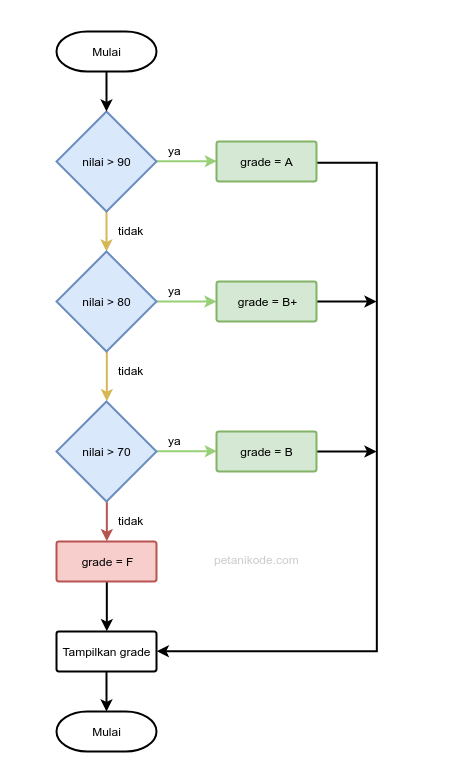 Mulai
nilai > 90
ya
grade = A
tidak
nilai > 80
ya
grade = B+
tidak
nilai > 70
ya
grade = B
tidak
grade = F
petanikode.com
Tampilkan grade
Mulai